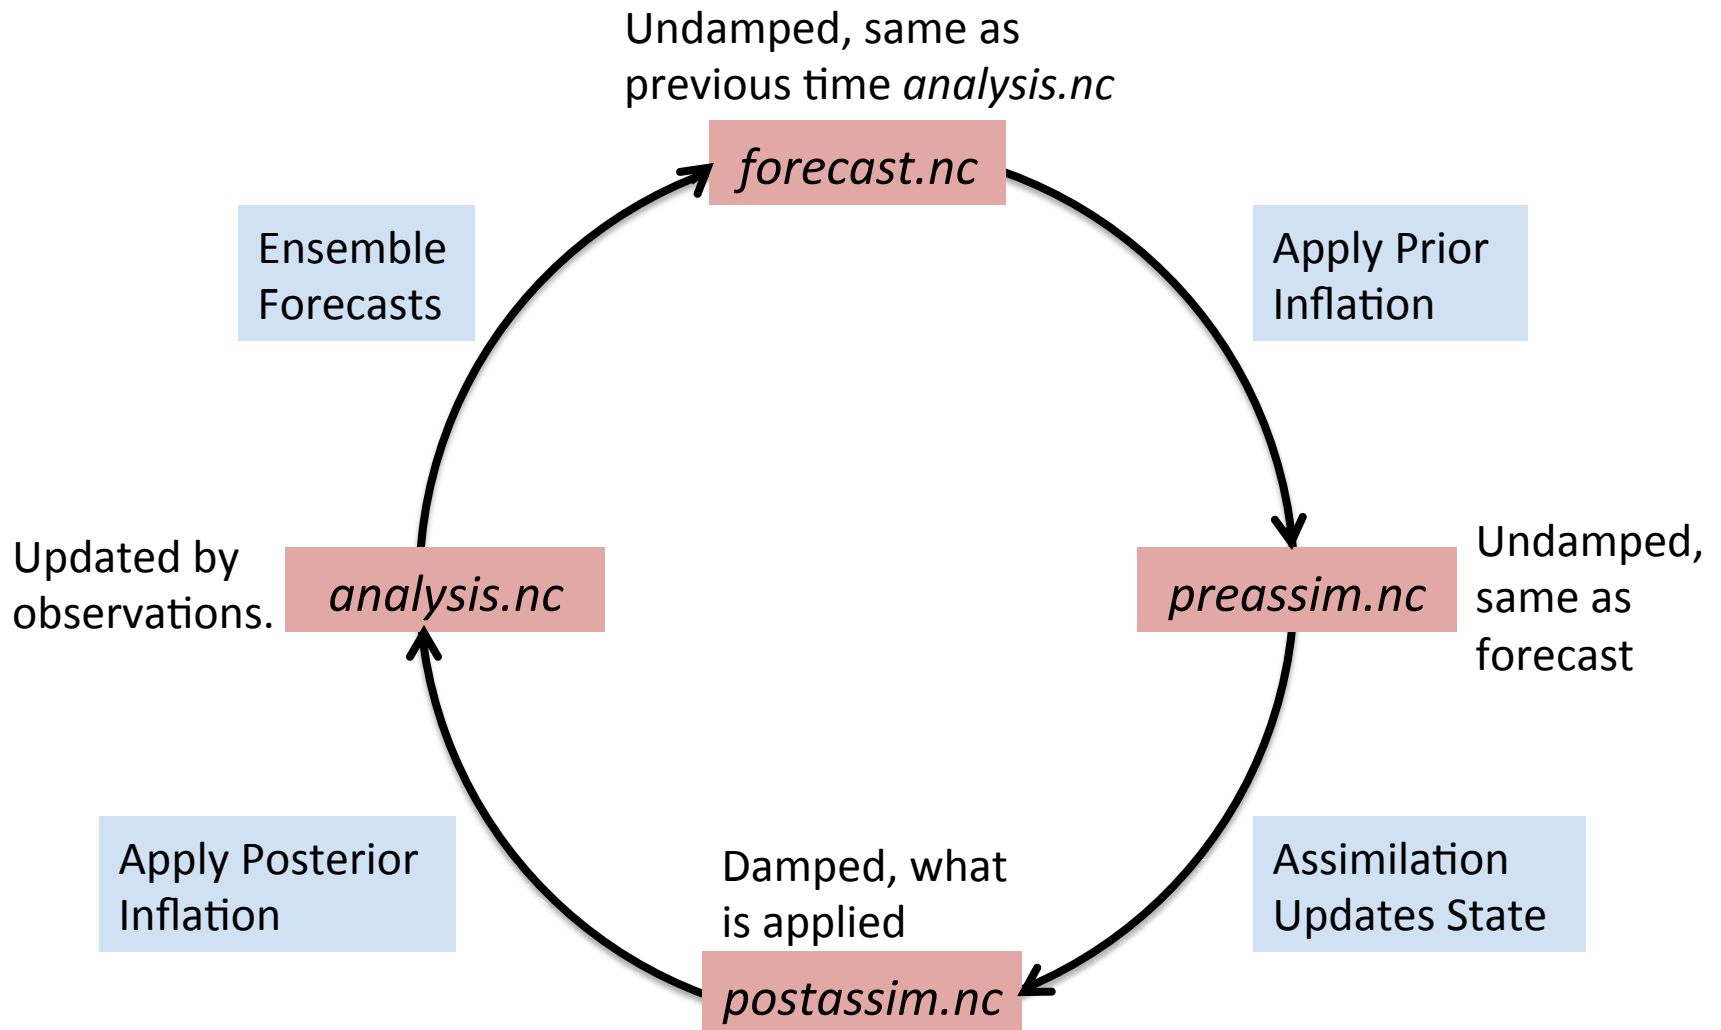 Undamped, same as
previous time analysis.nc
forecast.nc
Ensemble
Forecasts
Apply Prior
Inflation
Updated by
observations.
analysis.nc
preassim.nc
Undamped,
same as
forecast
Apply Posterior
Inflation
Damped, what
is applied
postassim.nc
Assimilation
Updates State